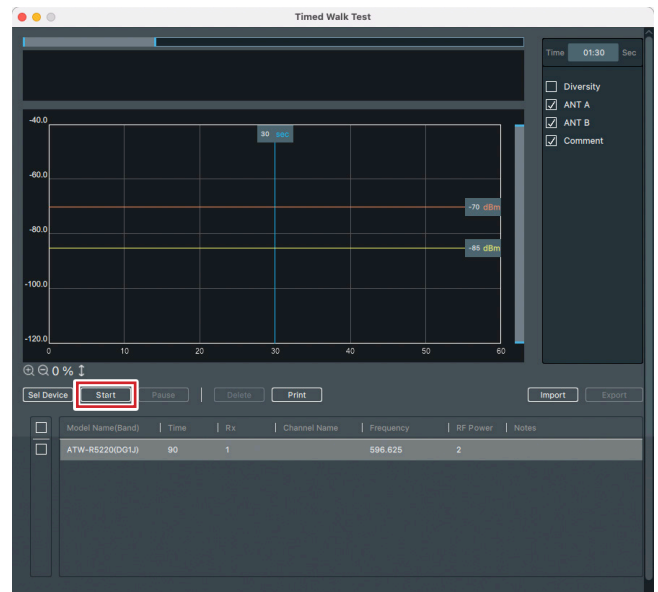 Timed Walk Test
Time 01:30 Sec
Diversity
ANT A
ANT B
Comment
-40.0
30 sec
-60.0
-70 dBm
-80.0
-85 dBm
-100.0
-120.0
0 10 20 30 40 50 60
0 %
Sel Device Start Pause Delete Print Import Export
Model Name(Band) Time Rx Channel Name Frequency RF Power Notes
ATW-R5220(DG1J) 90 1 596.625 2